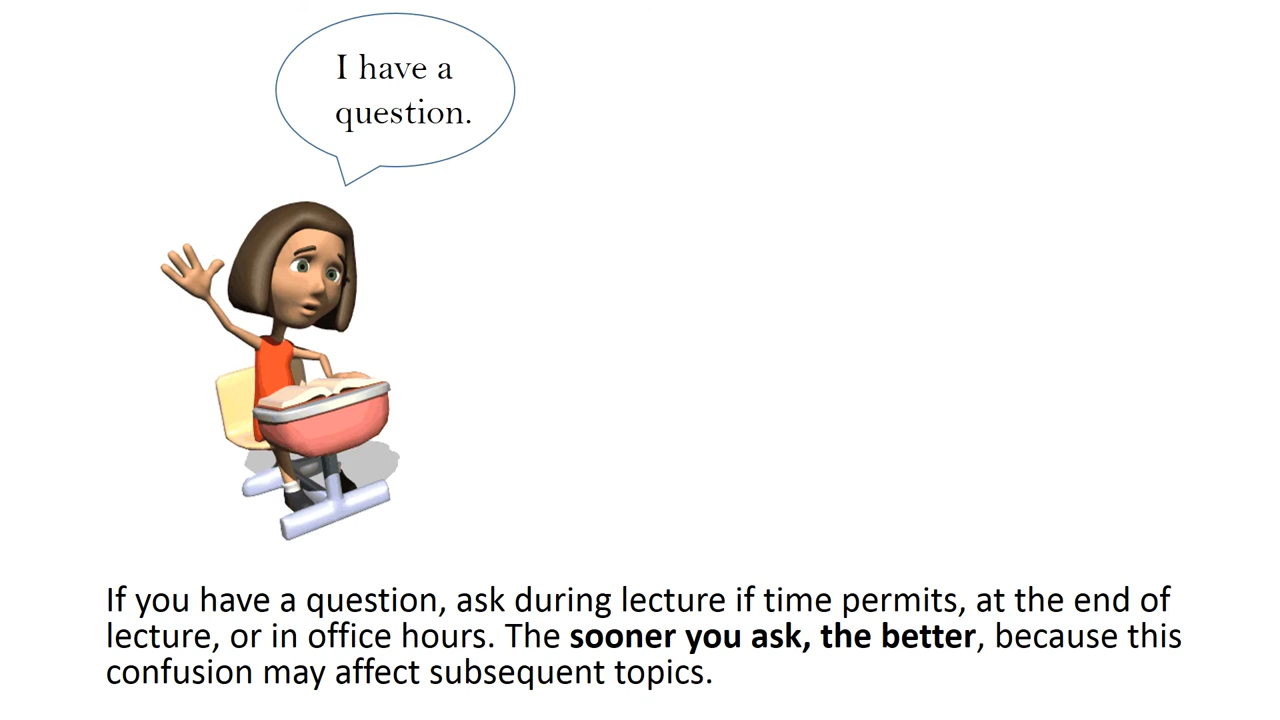 I have a
question.
If you have a question, ask during lecture if time permits, at the end of
lecture, or in office hours. The sooner you ask, the better, because this
confusion may affect subsequent topics.